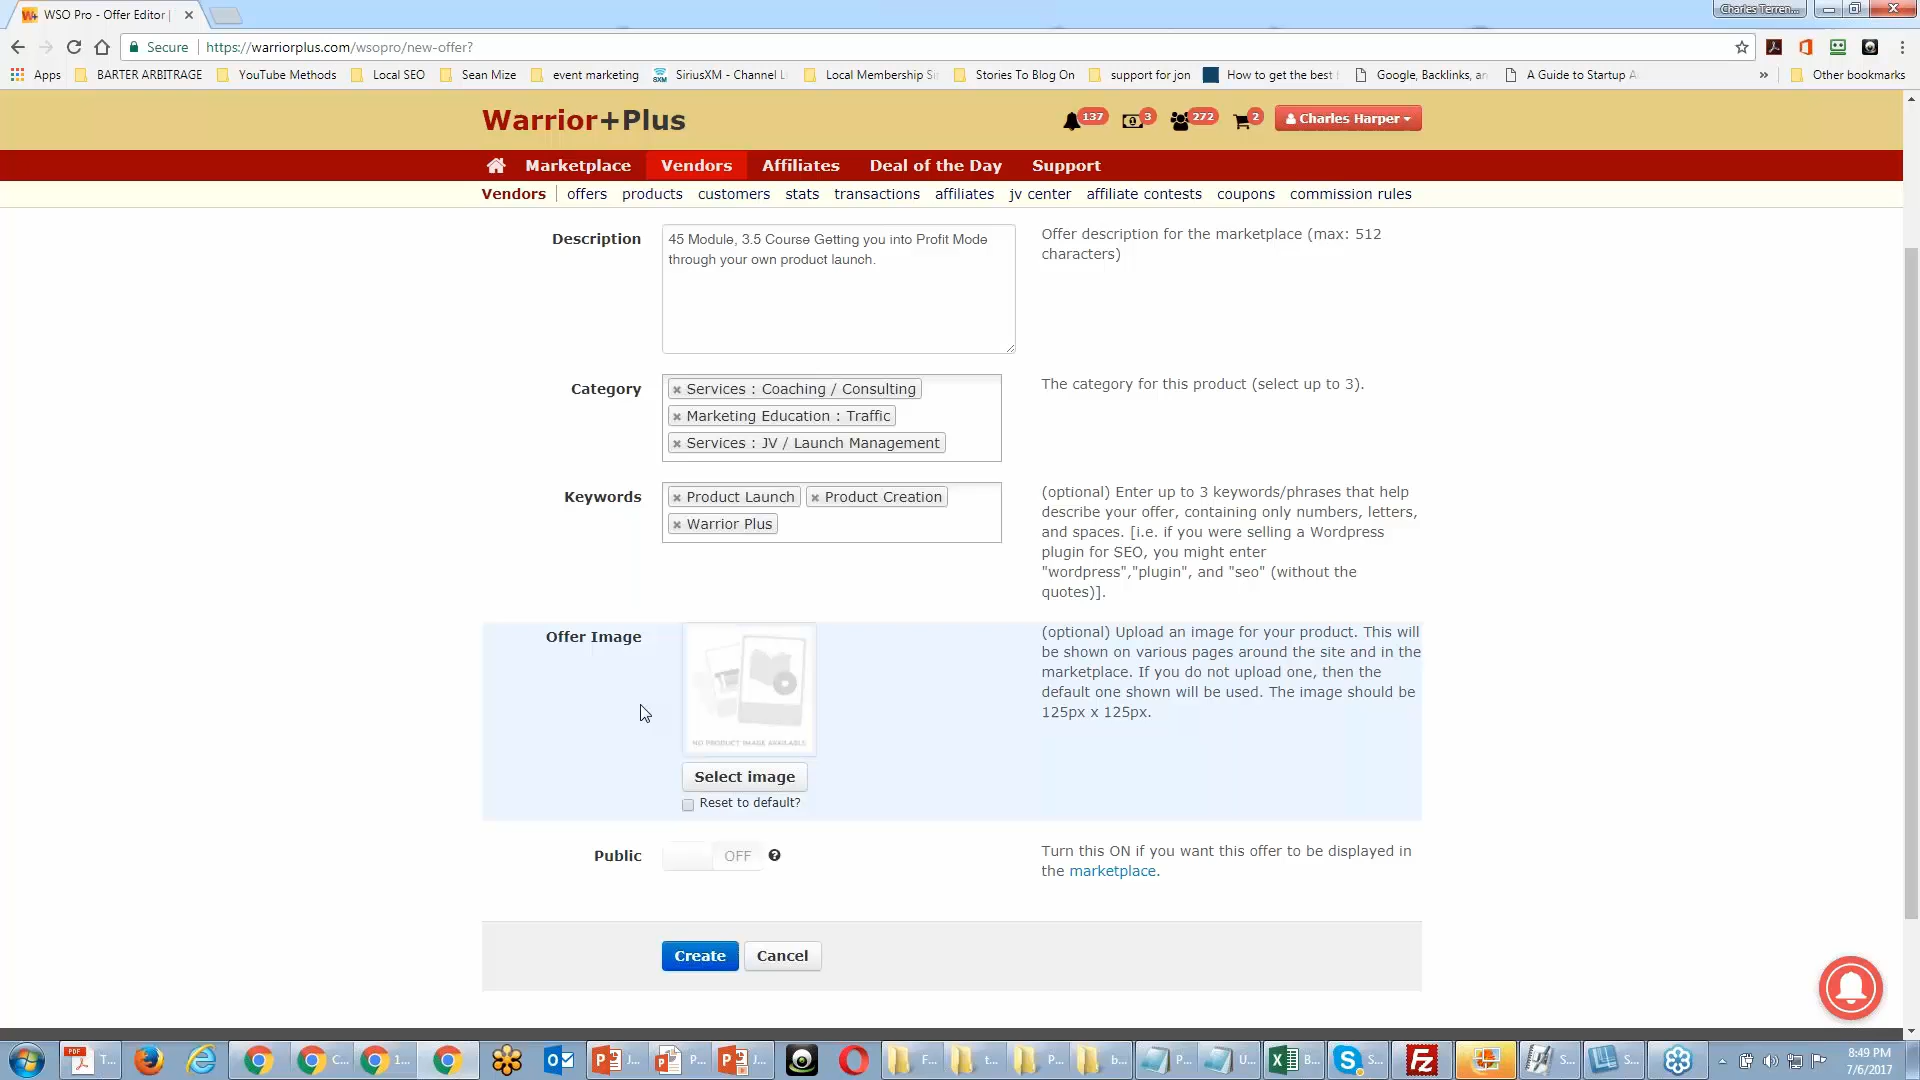 WSO Pro - Offer Editor |
Charles Terren...
Secure https://warriorplus.com/wsopro/new-offer?
Apps BARTER ARBITRAGE YouTube Methods Local SEO Sean Mize event marketing SiriusXM - Channel Local Membership Stories To Blog On support for jon How to get the best Google, Backlinks, A Guide to Startup » Other bookmarks
Warrior+Plus
137 3 272 2 Charles Harper
Marketplace Vendors Affiliates Deal of the Day Support
Vendors offers products customers stats transactions affiliates jv center affiliate contests coupons commission rules
Description
45 Module, 3.5 Course Getting you into Profit Mode
through your own product launch.
Offer description for the marketplace (max: 512
characters)
Category
× Services : Coaching / Consulting
× Marketing Education : Traffic
× Services : JV / Launch Management
The category for this product (select up to 3).
Keywords
× Product Launch × Product Creation
× Warrior Plus
(optional) Enter up to 3 keywords/phrases that help
describe your offer, containing only numbers, letters,
and spaces. [i.e. if you were selling a Wordpress
plugin for SEO, you might enter
"wordpress","plugin", and "seo" (without the
quotes)].
Offer Image
NO PRODUCT IMAGE AVAILABLE
Select image
Reset to default?
(optional) Upload an image for your product. This will
be shown on various pages around the site and in the
marketplace. If you do not upload one, then the
default one shown will be used. The image should be
125px x 125px.
Public
OFF
Turn this ON if you want this offer to be displayed in
the marketplace.
Create Cancel
T... C... 1... J... P... J... F... t... P... b... P... U... B... S... S... S...
8:49 PM
7/6/2017